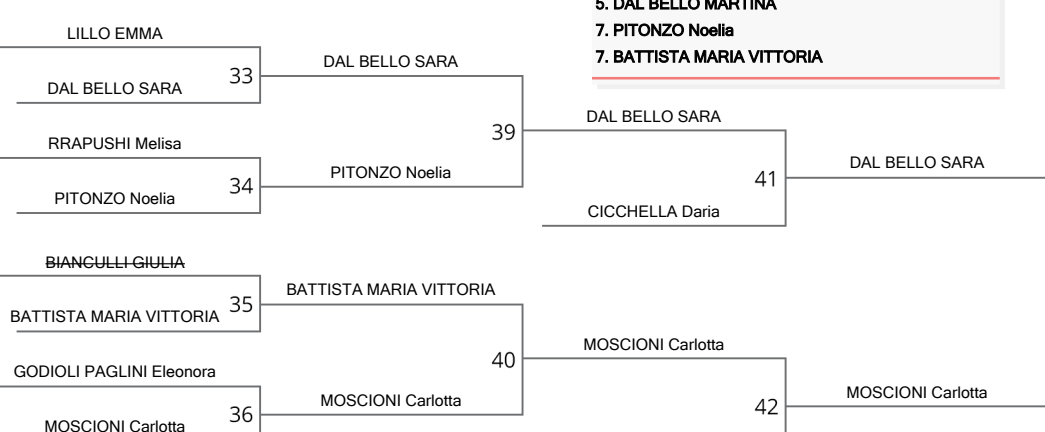 5. DAL BELLO MARTINA
7. PITONZO Noelia
7. BATTISTA MARIA VITTORIA
LILLO EMMA
33
DAL BELLO SARA
DAL BELLO SARA
RRAPUSHI Melisa
34
PITONZO Noelia
PITONZO Noelia
39
DAL BELLO SARA
CICCHELLA Daria
41
DAL BELLO SARA
BIANCULLI GIULIA
35
BATTISTA MARIA VITTORIA
BATTISTA MARIA VITTORIA
GODIOLI PAGLINI Eleonora
36
MOSCIONI Carlotta
MOSCIONI Carlotta
40
MOSCIONI Carlotta
42
MOSCIONI Carlotta